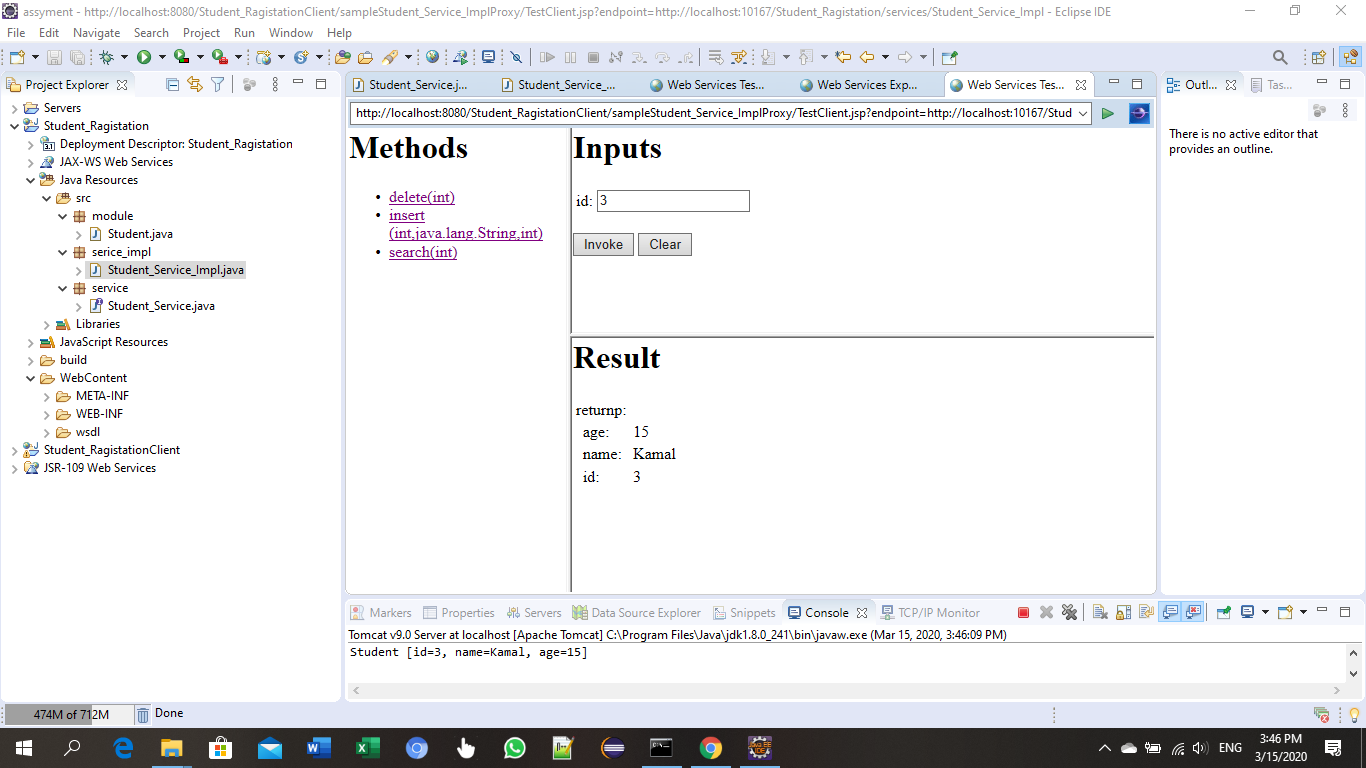 assyment - http://localhost:8080/Student_RagistationClient/sampleStudent_Service_ImplProxy/TestClient.jsp?endpoint=http://localhost:10167/Student_Ragistation/services/Student_Service_Impl - Eclipse IDE
File Edit Navigate Search Project Run Window Help
Project Explorer
Servers
Student_Ragistation
Deployment Descriptor: Student_Ragistation
JAX-WS Web Services
Java Resources
src
module
Student.java
serice_impl
Student_Service_Impl.java
service
Student_Service.java
Libraries
JavaScript Resources
build
WebContent
META-INF
WEB-INF
wsdl
Student_RagistationClient
JSR-109 Web Services
Student_Service.j... Student_Service_... Web Services Tes... Web Services Exp... Web Services Tes...
http://localhost:8080/Student_RagistationClient/sampleStudent_Service_ImplProxy/TestClient.jsp?endpoint=http://localhost:10167/Stud
Methods
• delete(int)
• insert
(int,java.lang.String,int)
• search(int)
Inputs
id: 3
Invoke Clear
Result
returnp:
age: 15
name: Kamal
id: 3
Outl... Tas...
There is no active editor that
provides an outline.
Markers Properties Servers Data Source Explorer Snippets Console TCP/IP Monitor
Tomcat v9.0 Server at localhost [Apache Tomcat] C:\Program Files\Java\jdk1.8.0_241\bin\javaw.exe (Mar 15, 2020, 3:46:09 PM)
Student [id=3, name=Kamal, age=15]
474M of 712M Done
ENG
3:46 PM
3/15/2020